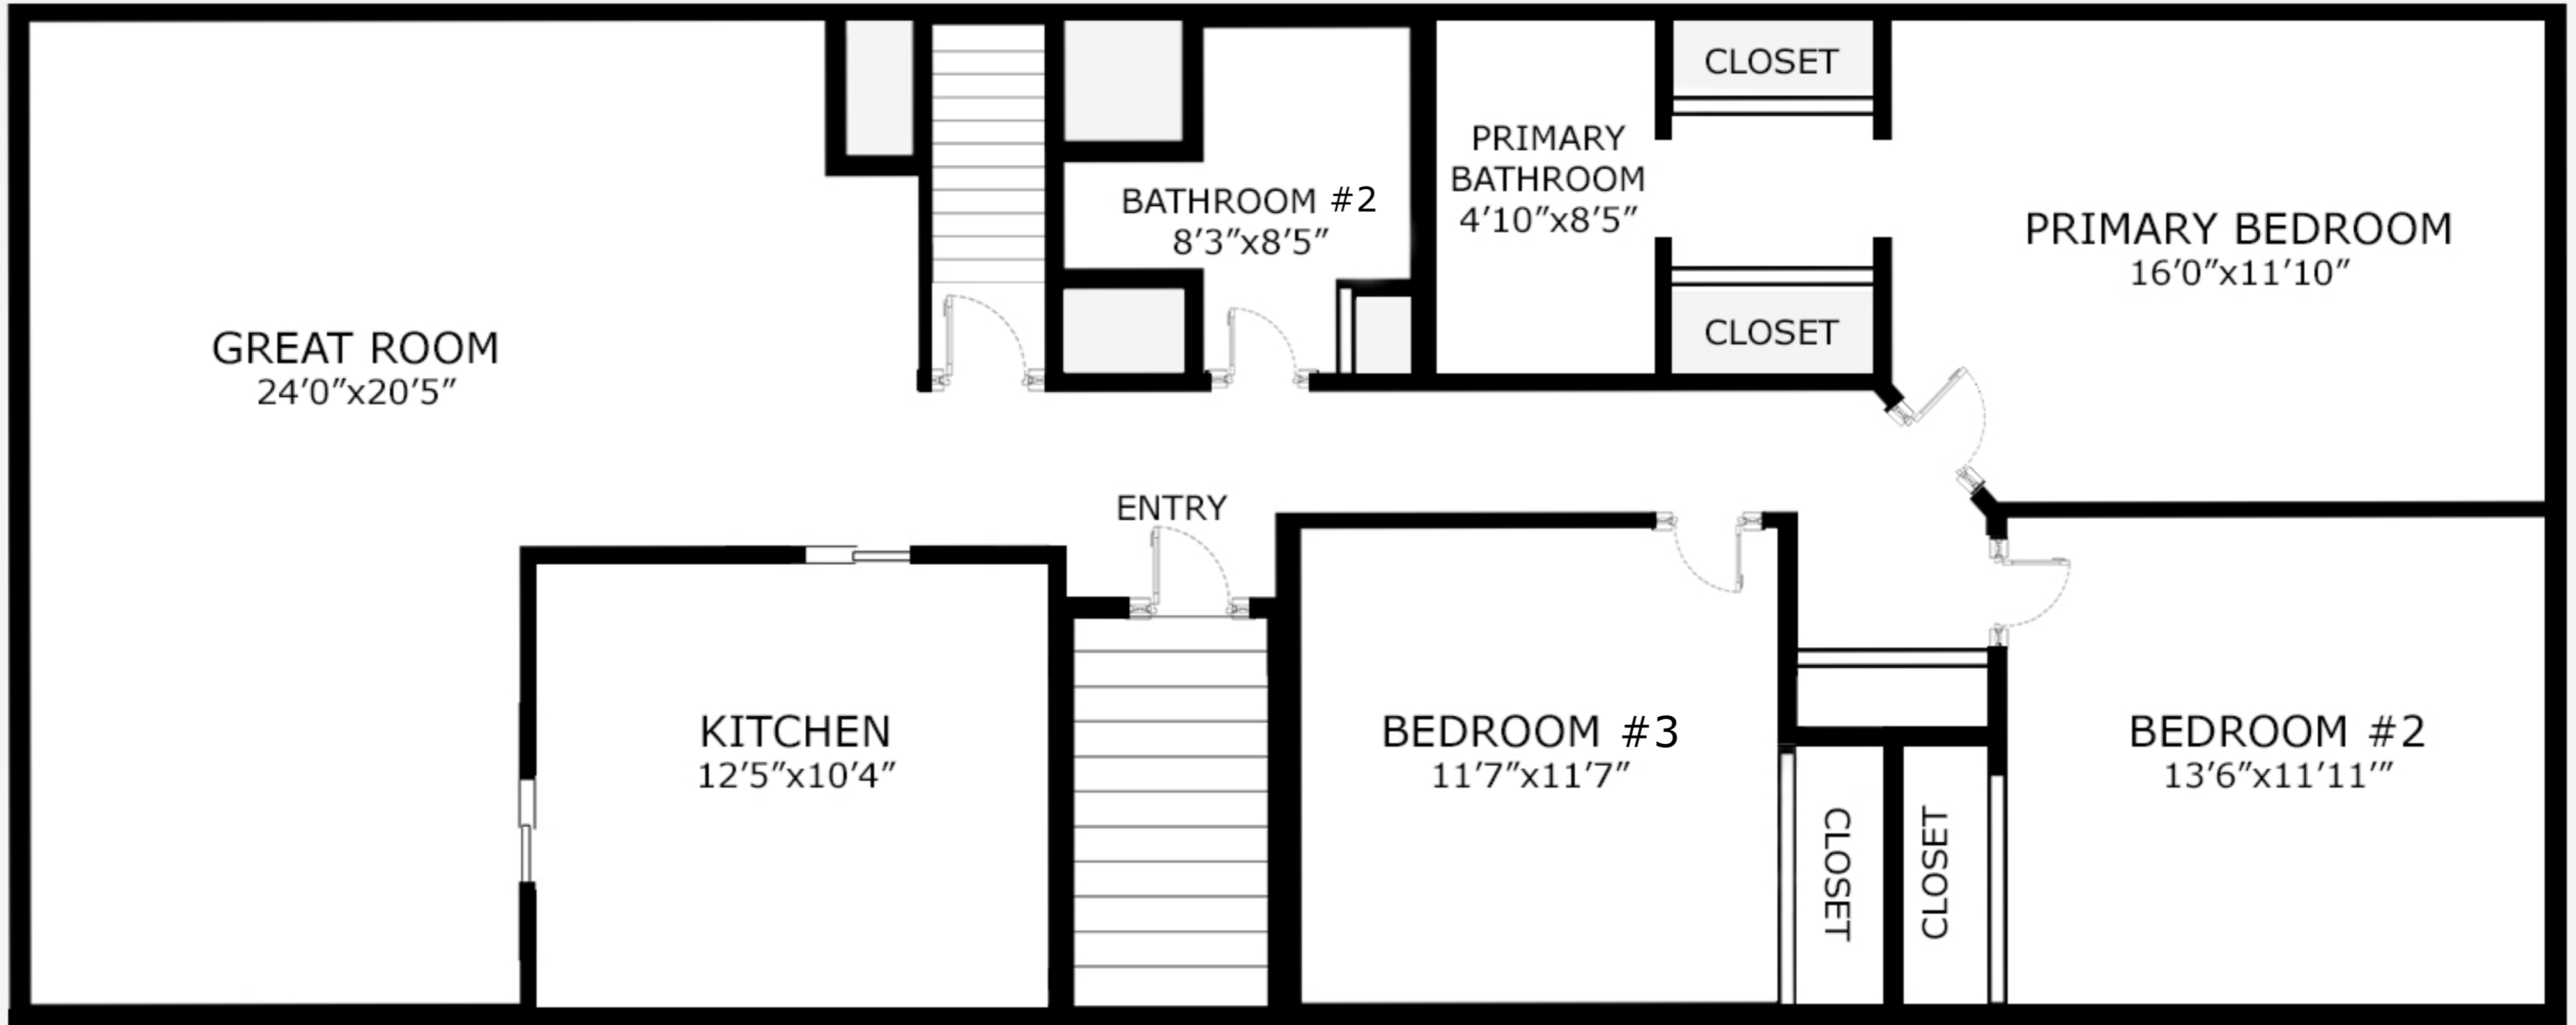 CLOSET
PRIMARY
BATHROOM
4'10"x8'5"
BATHROOM #2
8'3"x8'5"
PRIMARY BEDROOM
16'0"x11'10"
GREAT ROOM
24'0"x20'5"
CLOSET
ENTRY
KITCHEN
12'5"x10'4"
BEDROOM #3
11'7"x11'7"
BEDROOM #2
13'6"x11'11'"
CLOSET
CLOSET